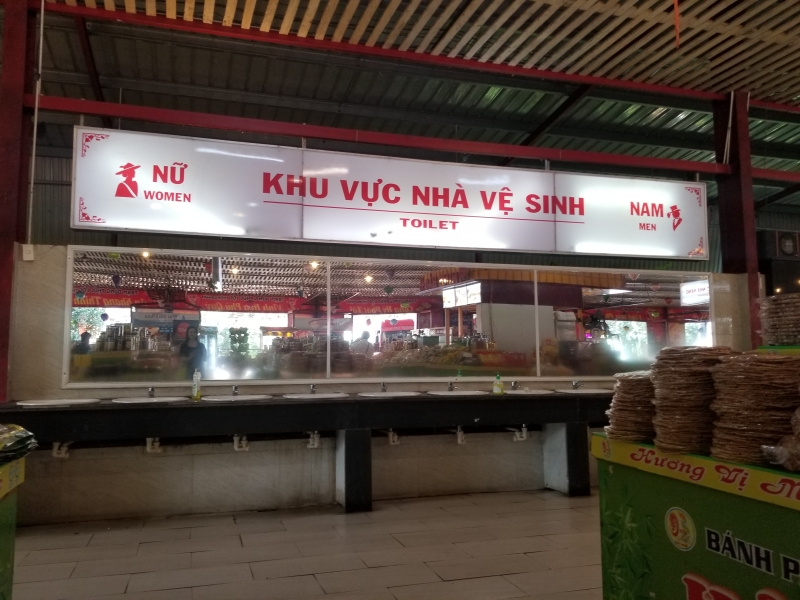 NỮ
WOMEN
KHU VỰC NHÀ VỆ SINH
TOILET
NAM
MEN
Hương Vị M
BÁNH P